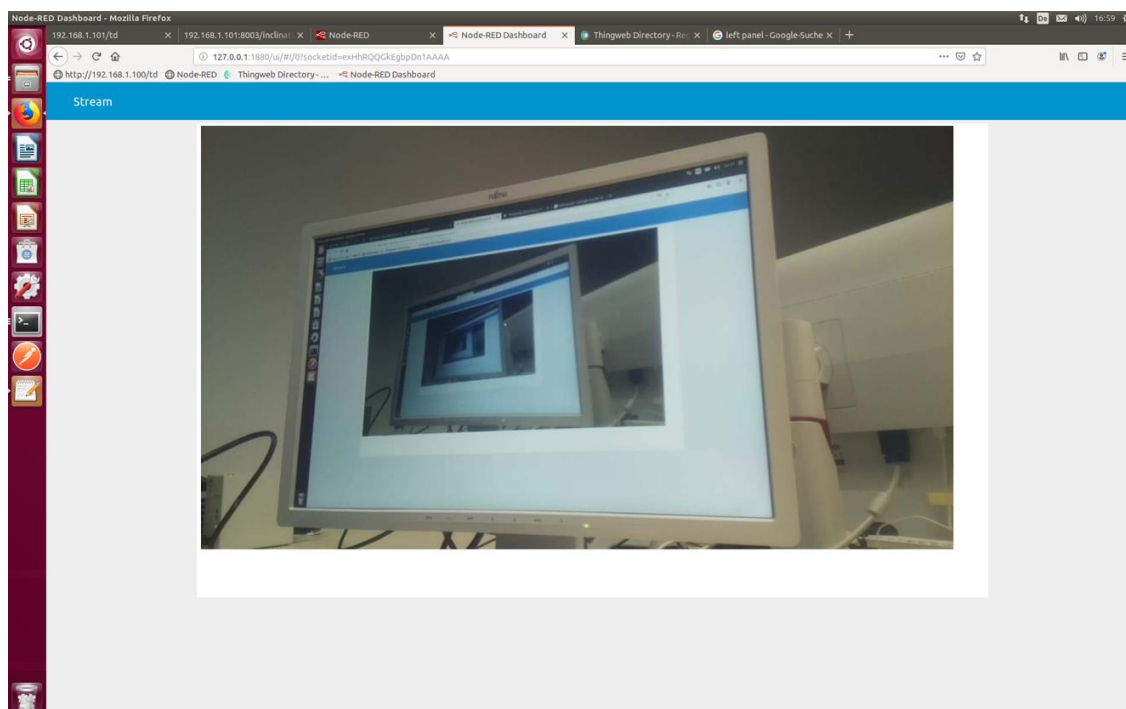 Node-RED Dashboard - Mozilla Firefox
De
16:59
192.168.1.101/td
192.168.1.101:8003/inclinat
Node-RED
Node-RED Dashboard
Thingweb Directory - Re
left panel - Google-Suche
127.0.0.1:1880/ui/#!/0?socketid=exHhRQQGkEgbpDn1AAAA
http://192.168.1.100/td
Node-RED
Thingweb Directory - ...
Node-RED Dashboard
Stream
FUJITSU
Stream